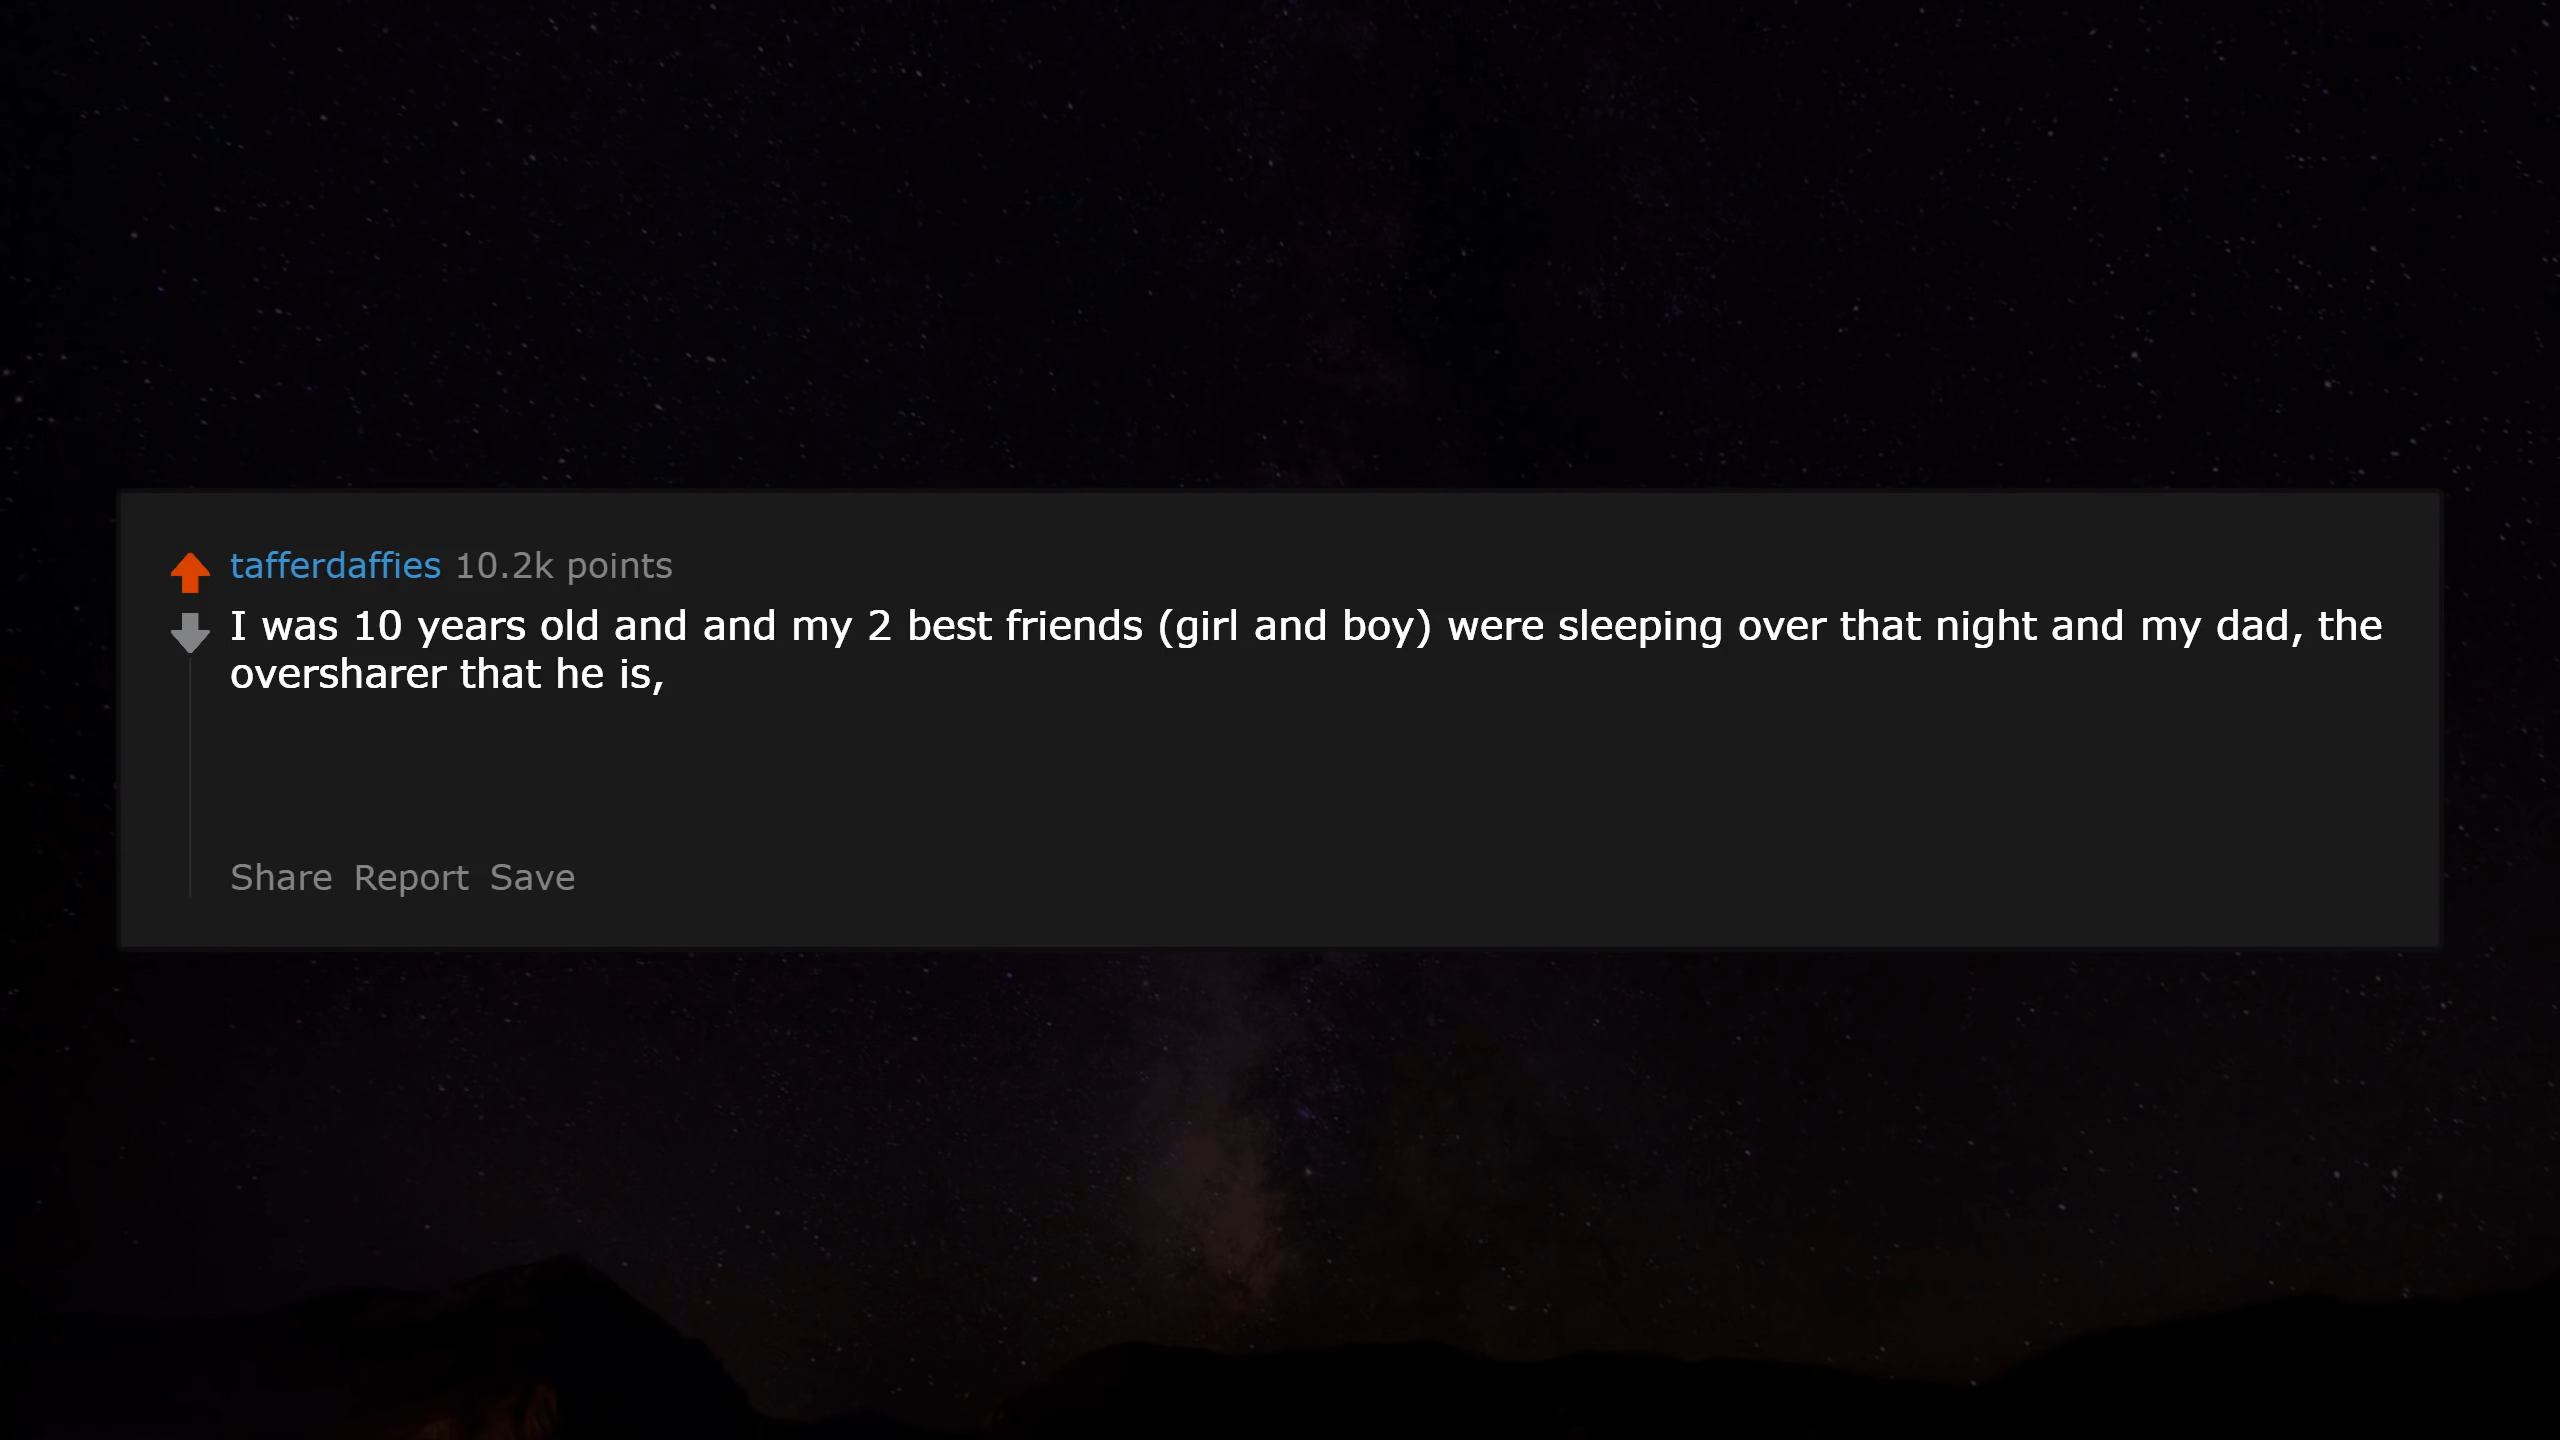 tafferdaffies 10.2k points
I was 10 years old and and my 2 best friends (girl and boy) were sleeping over that night and my dad, the
oversharer that he is,
Share Report Save